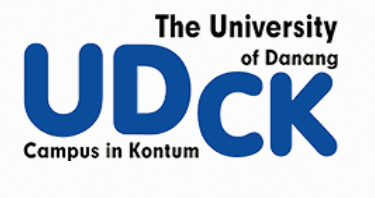 The University
of Danang
UDCK
Campus in Kontum